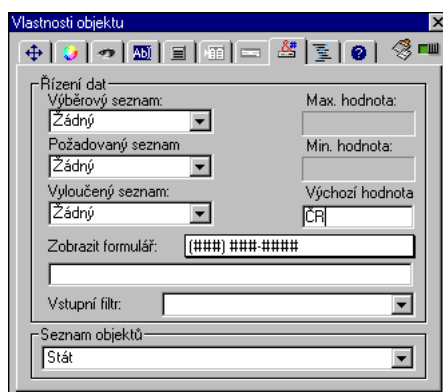 Vlastnosti objektu
Ab
&#
?
Řízení dat
Výběrový seznam:
Max. hodnota:
Žádný
Požadovaný seznam
Min. hodnota:
Žádný
Vyloučený seznam:
Výchozí hodnota
Žádný
ČR
Zobrazit formulář:
(###) ###-####
Vstupní filtr:
Seznam objektů
Stát